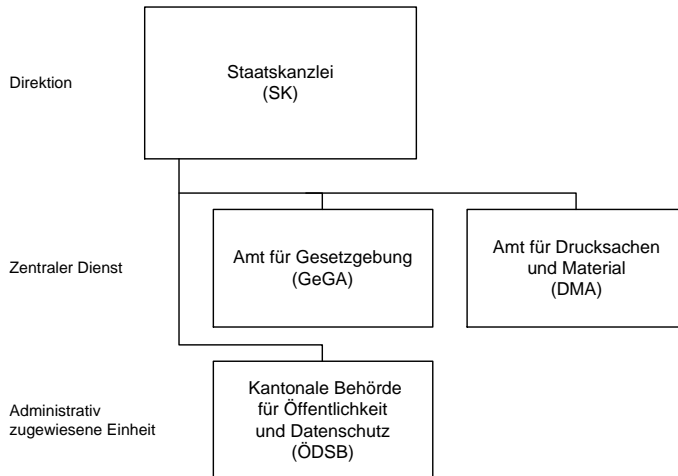 Direktion
Staatskanzlei
(SK)
Zentraler Dienst
Amt für Gesetzgebung
(GeGA)
Amt für Drucksachen
und Material
(DMA)
Administrativ
zugewiesene Einheit
Kantonale Behörde
für Öffentlichkeit
und Datenschutz
(ÖDSB)